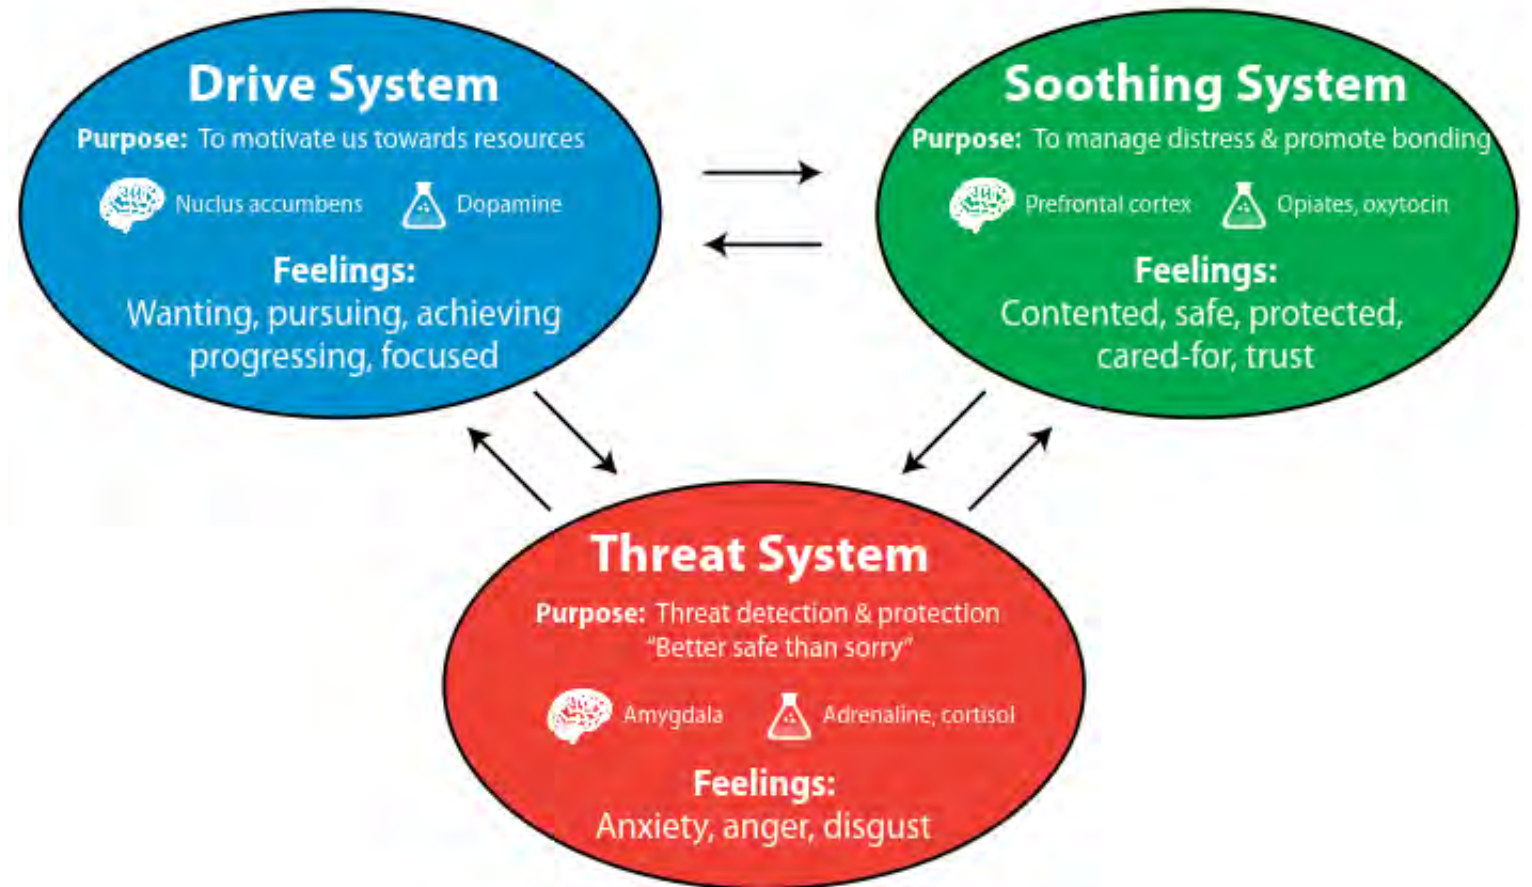 Drive System
Purpose: To motivate us towards resources
Nuclus accumbens
Dopamine
Feelings:
Wanting, pursuing, achieving
progressing, focused
Soothing System
Purpose: To manage distress & promote bonding
Prefrontal cortex
Opiates, oxytocin
Feelings:
Contented, safe, protected,
cared-for, trust
Threat System
Purpose: Threat detection & protection
“Better safe than sorry”
Amygdala
Adrenaline, cortisol
Feelings:
Anxiety, anger, disgust